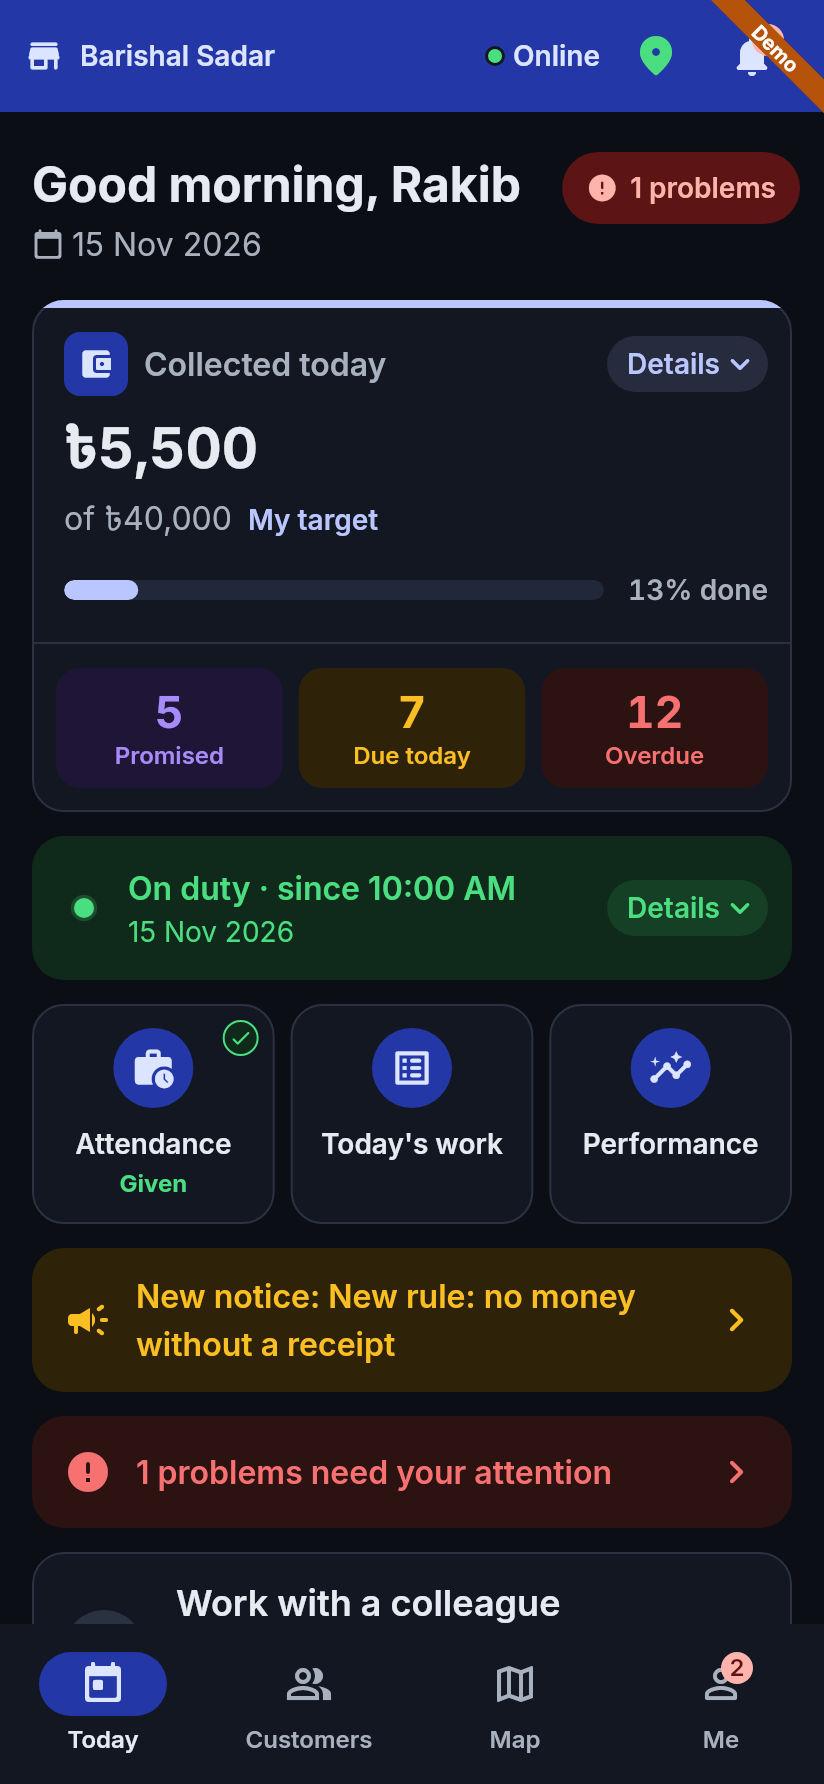 Barishal Sadar
Online
Demo
Good morning, Rakib
1 problems
15 Nov 2026
Collected today
Details
৳5,500
of ৳40,000 My target
13% done
5
Promised
7
Due today
12
Overdue
On duty · since 10:00 AM
15 Nov 2026
Details
Attendance
Given
Today's work
Performance
New notice: New rule: no money
without a receipt
1 problems need your attention
Work with a colleague
Today
Customers
Map
2
Me